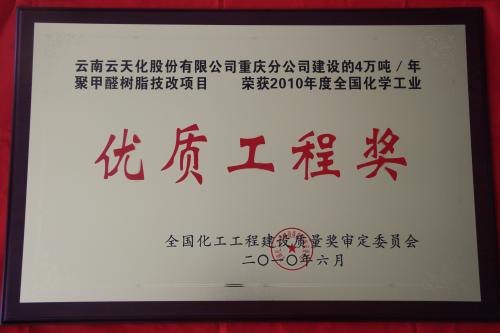 云南云天化股份有限公司重庆分公司建设的4万吨／年
聚甲醛树脂技改项目　　荣获2010年度全国化学工业
优质工程奖
全国化工工程建设质量奖审定委员会
二〇一〇年六月